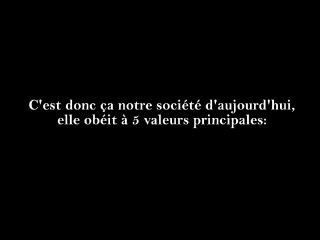 C'est donc ça notre société d'aujourd'hui,
elle obéit à 5 valeurs principales: